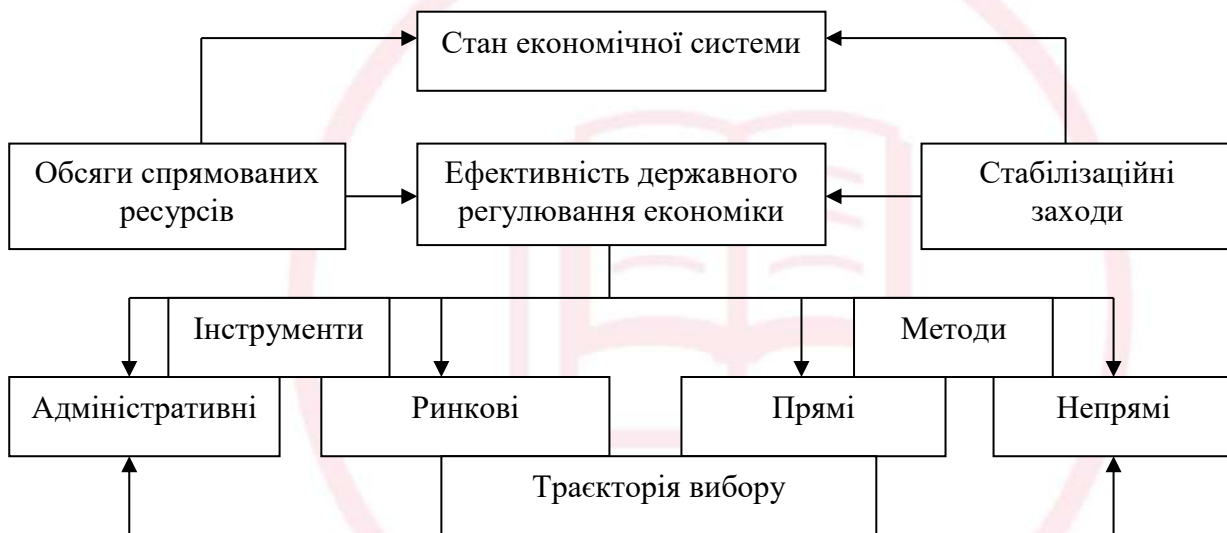 Стан економічної системи
Обсяги спрямованих
ресурсів
Ефективність державного
регулювання економіки
Стабілізаційні
заходи
Інструменти
Методи
Адміністративні
Ринкові
Прямі
Непрямі
Траєкторія вибору